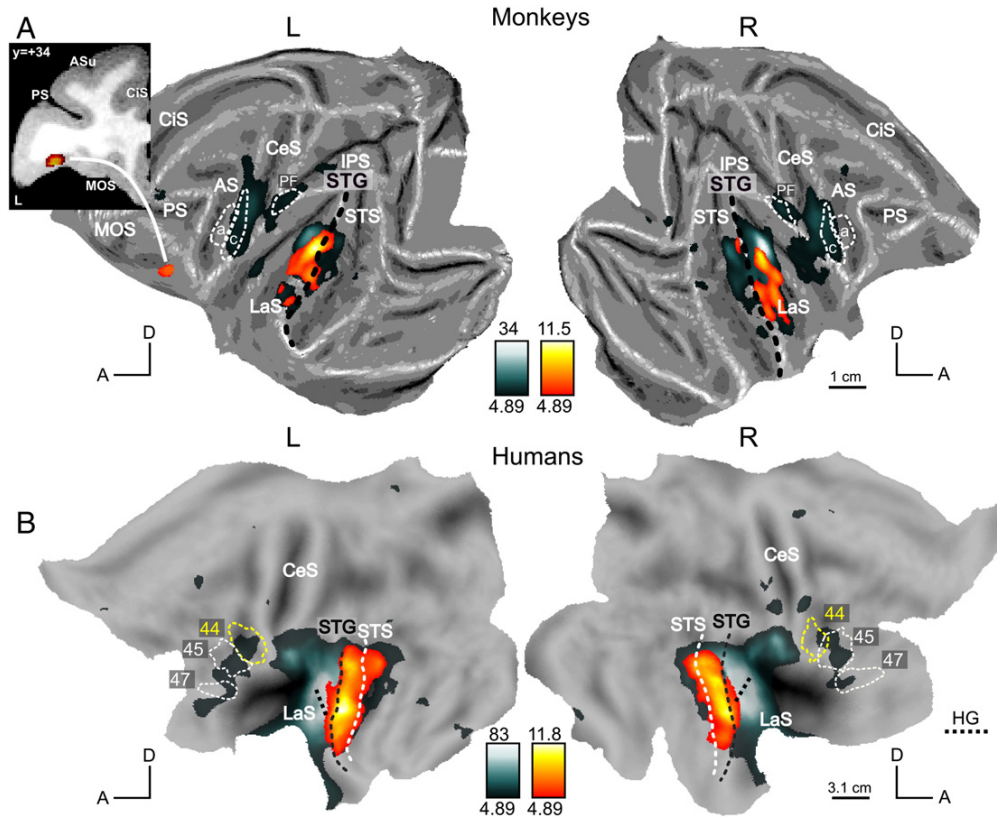 Monkeys
A
L
R
y=+34
ASu
PS
CiS
L
MOS
CiS
CeS
IPS
STG
PF
AS
STS
PS
MOS
a
c
LaS
CiS
CeS
IPS
STG
PF
AS
STS
PS
a
c
LaS
D
A
34
11.5
4.89
4.89
1 cm
D
A
Humans
B
L
R
CeS
44
45
47
STG
STS
LaS
CeS
STG
STS
44
45
47
LaS
HG
D
A
83
11.8
4.89
4.89
3.1 cm
D
A